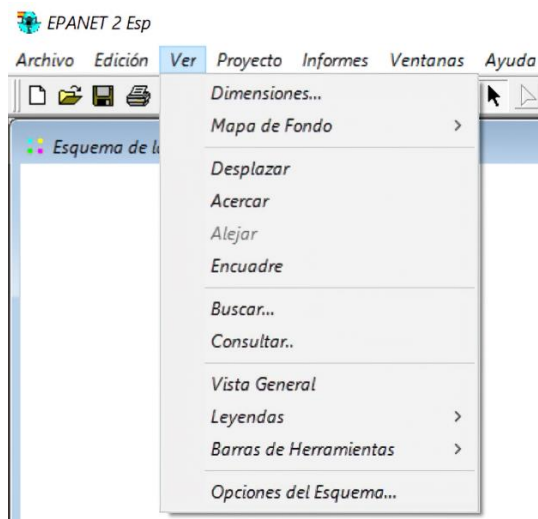 EPANET 2 Esp
Archivo Edición Ver Proyecto Informes Ventanas Ayuda
Esquema de
Dimensiones...
Mapa de Fondo
Desplazar
Acercar
Alejar
Encuadre
Buscar...
Consultar..
Vista General
Leyendas
Barras de Herramientas
Opciones del Esquema...